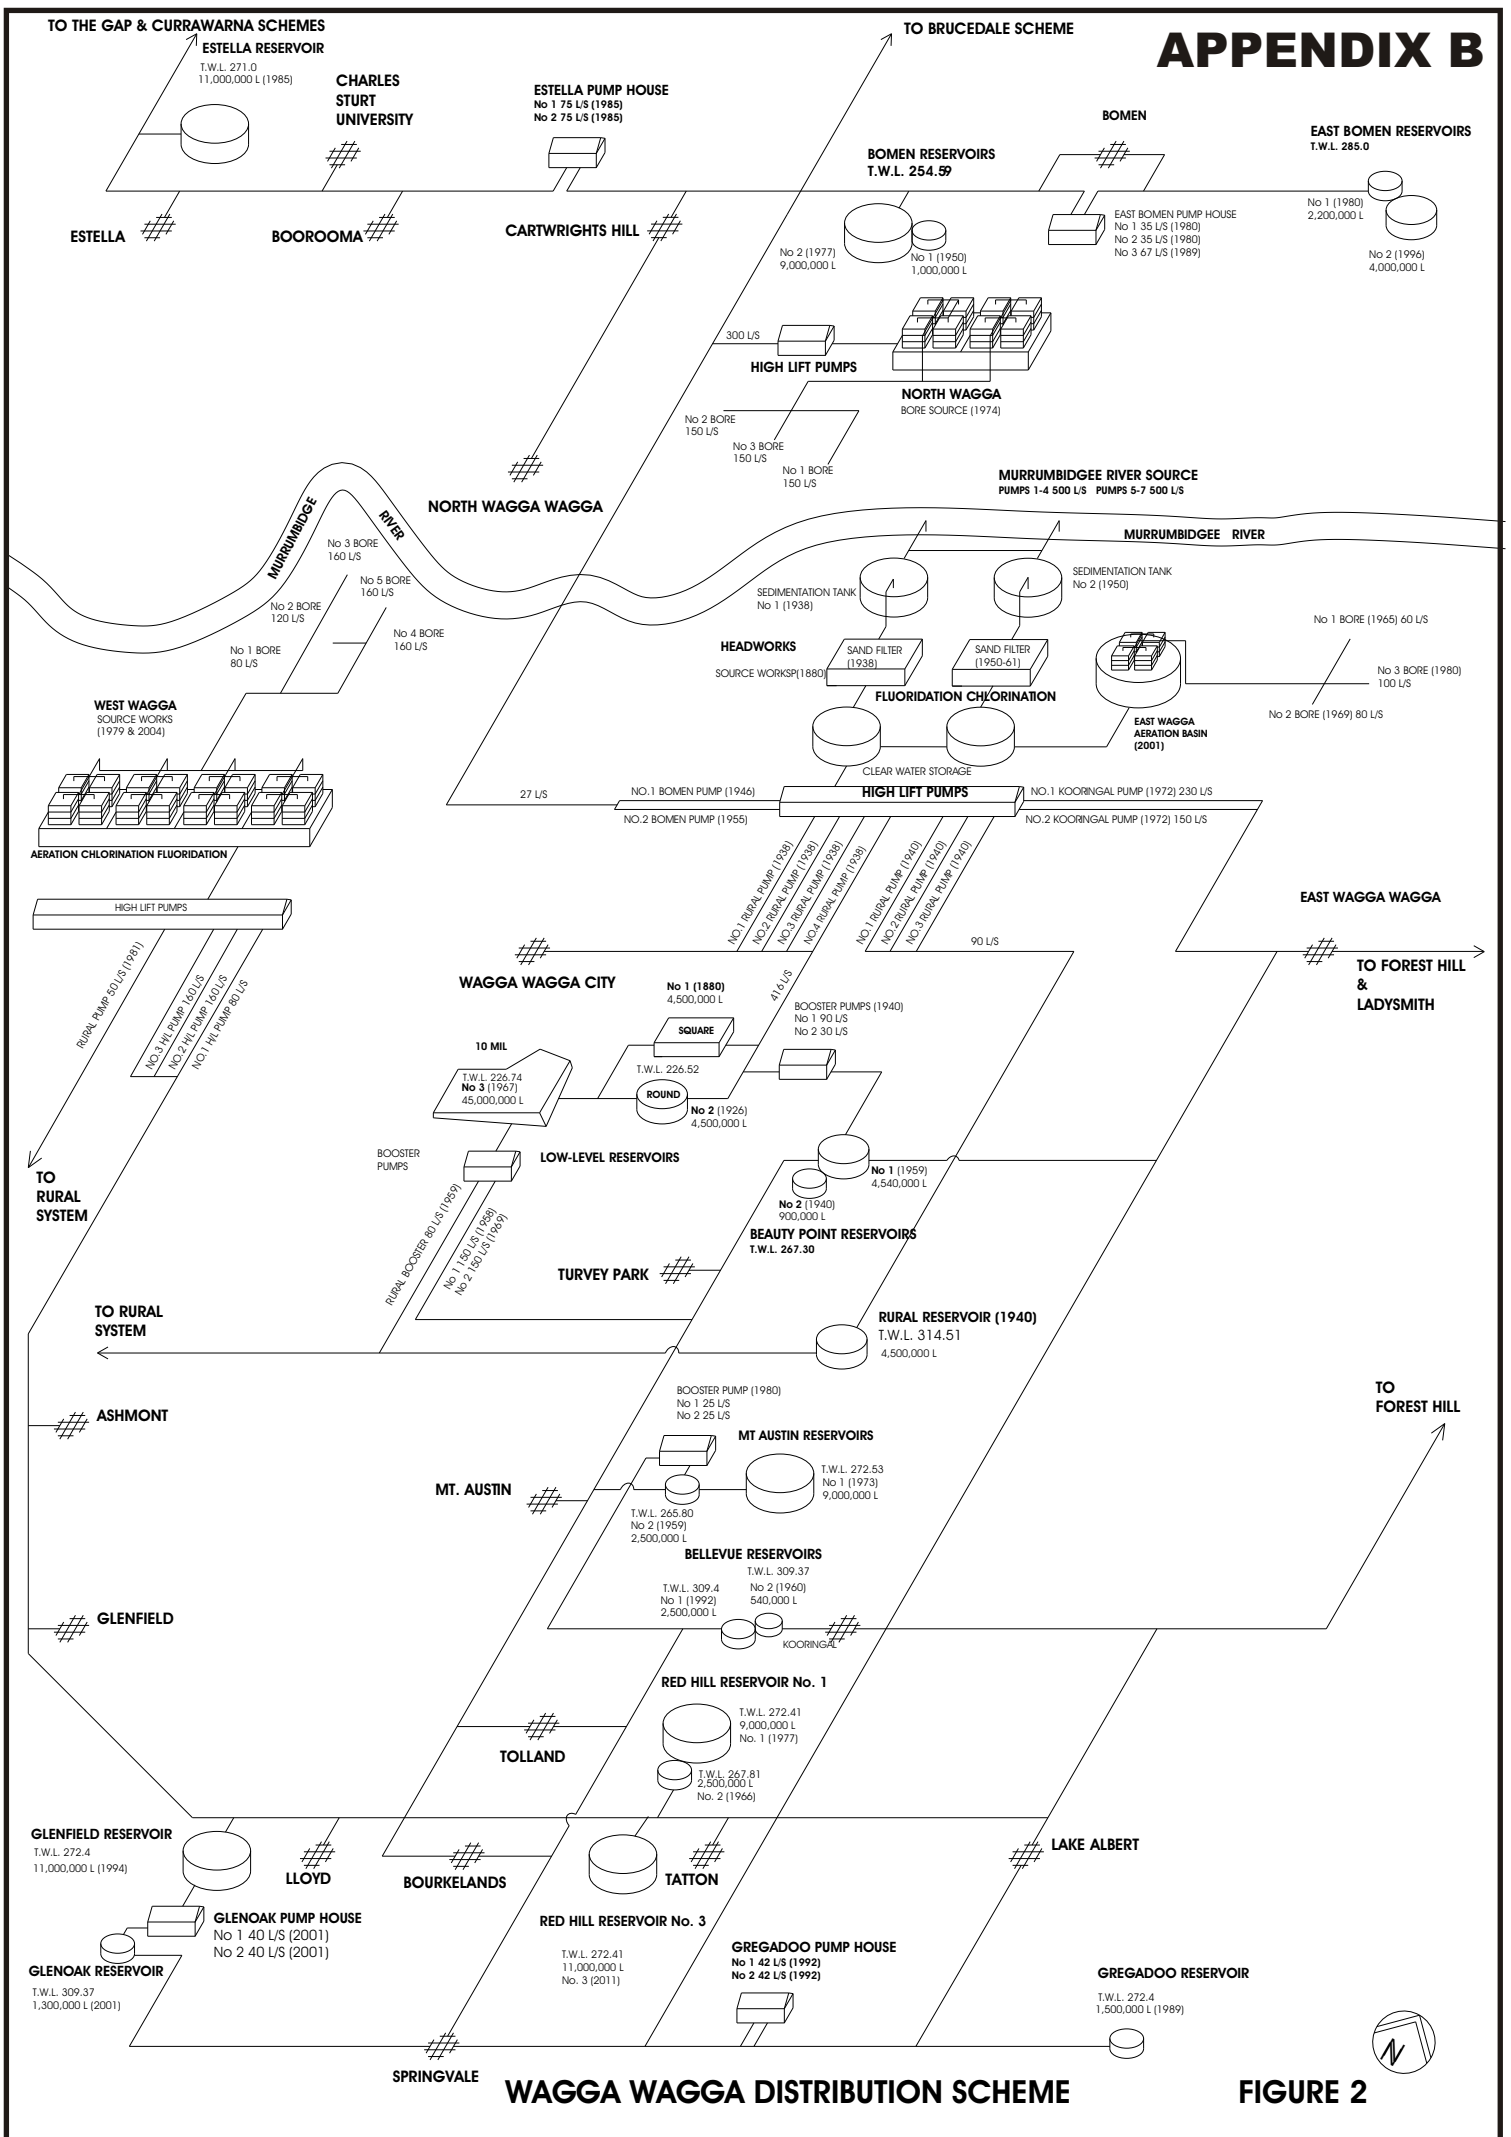 TO THE GAP & CURRAWARNA SCHEMES
TO BRUCEDALE SCHEME
APPENDIX B
ESTELLA RESERVOIR
T.W.L. 271.0
11,000,000 L (1985)
CHARLES
STURT
UNIVERSITY
ESTELLA PUMP HOUSE
No 1 75 L/S (1985)
No 2 75 L/S (1985)
BOMEN
EAST BOMEN RESERVOIRS
T.W.L. 285.0
BOMEN RESERVOIRS
T.W.L. 254.59
No 1 (1980)
2,200,000 L
EAST BOMEN PUMP HOUSE
No 1 35 L/S (1980)
No 2 35 L/S (1980)
No 3 67 L/S (1989)
ESTELLA
BOOROOMA
CARTWRIGHTS HILL
No 2 (1977)
9,000,000 L
No 1 (1950)
1,000,000 L
No 2 (1996)
4,000,000 L
300 L/S
HIGH LIFT PUMPS
NORTH WAGGA
BORE SOURCE (1974)
No 2 BORE
150 L/S
No 3 BORE
150 L/S
No 1 BORE
150 L/S
NORTH WAGGA WAGGA
MURRUMBIDGEE RIVER SOURCE
PUMPS 1-4 500 L/S PUMPS 5-7 500 L/S
MURRUMBIDGE
RIVER
MURRUMBIDGEE RIVER
No 3 BORE
160 L/S
No 5 BORE
160 L/S
No 2 BORE
120 L/S
No 4 BORE
160 L/S
No 1 BORE
80 L/S
SEDIMENTATION TANK
No 1 (1938)
SEDIMENTATION TANK
No 2 (1950)
HEADWORKS
SOURCE WORKSP(1880)
SAND FILTER
(1938)
SAND FILTER
(1950-61)
FLUORIDATION CHLORINATION
No 1 BORE (1965) 60 L/S
No 3 BORE (1980)
100 L/S
No 2 BORE (1969) 80 L/S
EAST WAGGA
AERATION BASIN
(2001)
WEST WAGGA
SOURCE WORKS
(1979 & 2004)
CLEAR WATER STORAGE
27 L/S
NO.1 BOMEN PUMP (1946)
NO.2 BOMEN PUMP (1955)
HIGH LIFT PUMPS
NO.1 KOORINGAL PUMP (1972) 230 L/S
NO.2 KOORINGAL PUMP (1972) 150 L/S
AERATION CHLORINATION FLUORIDATION
HIGH LIFT PUMPS
NO.1 RURAL PUMP (1938)
NO.2 RURAL PUMP (1938)
NO.3 RURAL PUMP (1938)
NO.4 RURAL PUMP (1938)
NO.1 RURAL PUMP (1940)
NO.2 RURAL PUMP (1940)
NO.3 RURAL PUMP (1940)
90 L/S
EAST WAGGA WAGGA
TO FOREST HILL
&
LADYSMITH
RURAL PUMP 50 L/S (1981)
NO.3 H/L PUMP 160 L/S
NO.2 H/L PUMP 160 L/S
NO.1 H/L PUMP 80 L/S
WAGGA WAGGA CITY
416 L/S
No 1 (1880)
4,500,000 L
SQUARE
BOOSTER PUMPS (1940)
No 1 90 L/S
No 2 30 L/S
10 MIL
T.W.L. 226.74
No 3 (1967)
45,000,000 L
T.W.L. 226.52
ROUND
No 2 (1926)
4,500,000 L
BOOSTER
PUMPS
LOW-LEVEL RESERVOIRS
TO
RURAL
SYSTEM
No 1 (1959)
4,540,000 L
No 2 (1940)
900,000 L
BEAUTY POINT RESERVOIRS
T.W.L. 267.30
RURAL BOOSTER 80 L/S (1959)
No 1 150 L/S (1958)
No 2 150 L/S (1969)
TURVEY PARK
TO RURAL
SYSTEM
RURAL RESERVOIR (1940)
T.W.L. 314.51
4,500,000 L
ASHMONT
BOOSTER PUMP (1980)
No 1 25 L/S
No 2 25 L/S
TO
FOREST HILL
MT AUSTIN RESERVOIRS
T.W.L. 272.53
No 1 (1973)
9,000,000 L
MT. AUSTIN
T.W.L. 265.80
No 2 (1959)
2,500,000 L
BELLEVUE RESERVOIRS
T.W.L. 309.37
No 2 (1960)
540,000 L
T.W.L. 309.4
No 1 (1992)
2,500,000 L
GLENFIELD
KOORINGAL
RED HILL RESERVOIR No. 1
T.W.L. 272.41
9,000,000 L
No. 1 (1977)
TOLLAND
T.W.L. 267.81
2,500,000 L
No. 2 (1966)
GLENFIELD RESERVOIR
T.W.L. 272.4
11,000,000 L (1994)
LLOYD
BOURKELANDS
TATTON
LAKE ALBERT
GLENOAK PUMP HOUSE
No 1 40 L/S (2001)
No 2 40 L/S (2001)
RED HILL RESERVOIR No. 3
T.W.L. 272.41
11,000,000 L
No. 3 (2011)
GREGADOO PUMP HOUSE
No 1 42 L/S (1992)
No 2 42 L/S (1992)
GLENOAK RESERVOIR
T.W.L. 309.37
1,300,000 L (2001)
GREGADOO RESERVOIR
T.W.L. 272.4
1,500,000 L (1989)
N
SPRINGVALE
WAGGA WAGGA DISTRIBUTION SCHEME
FIGURE 2